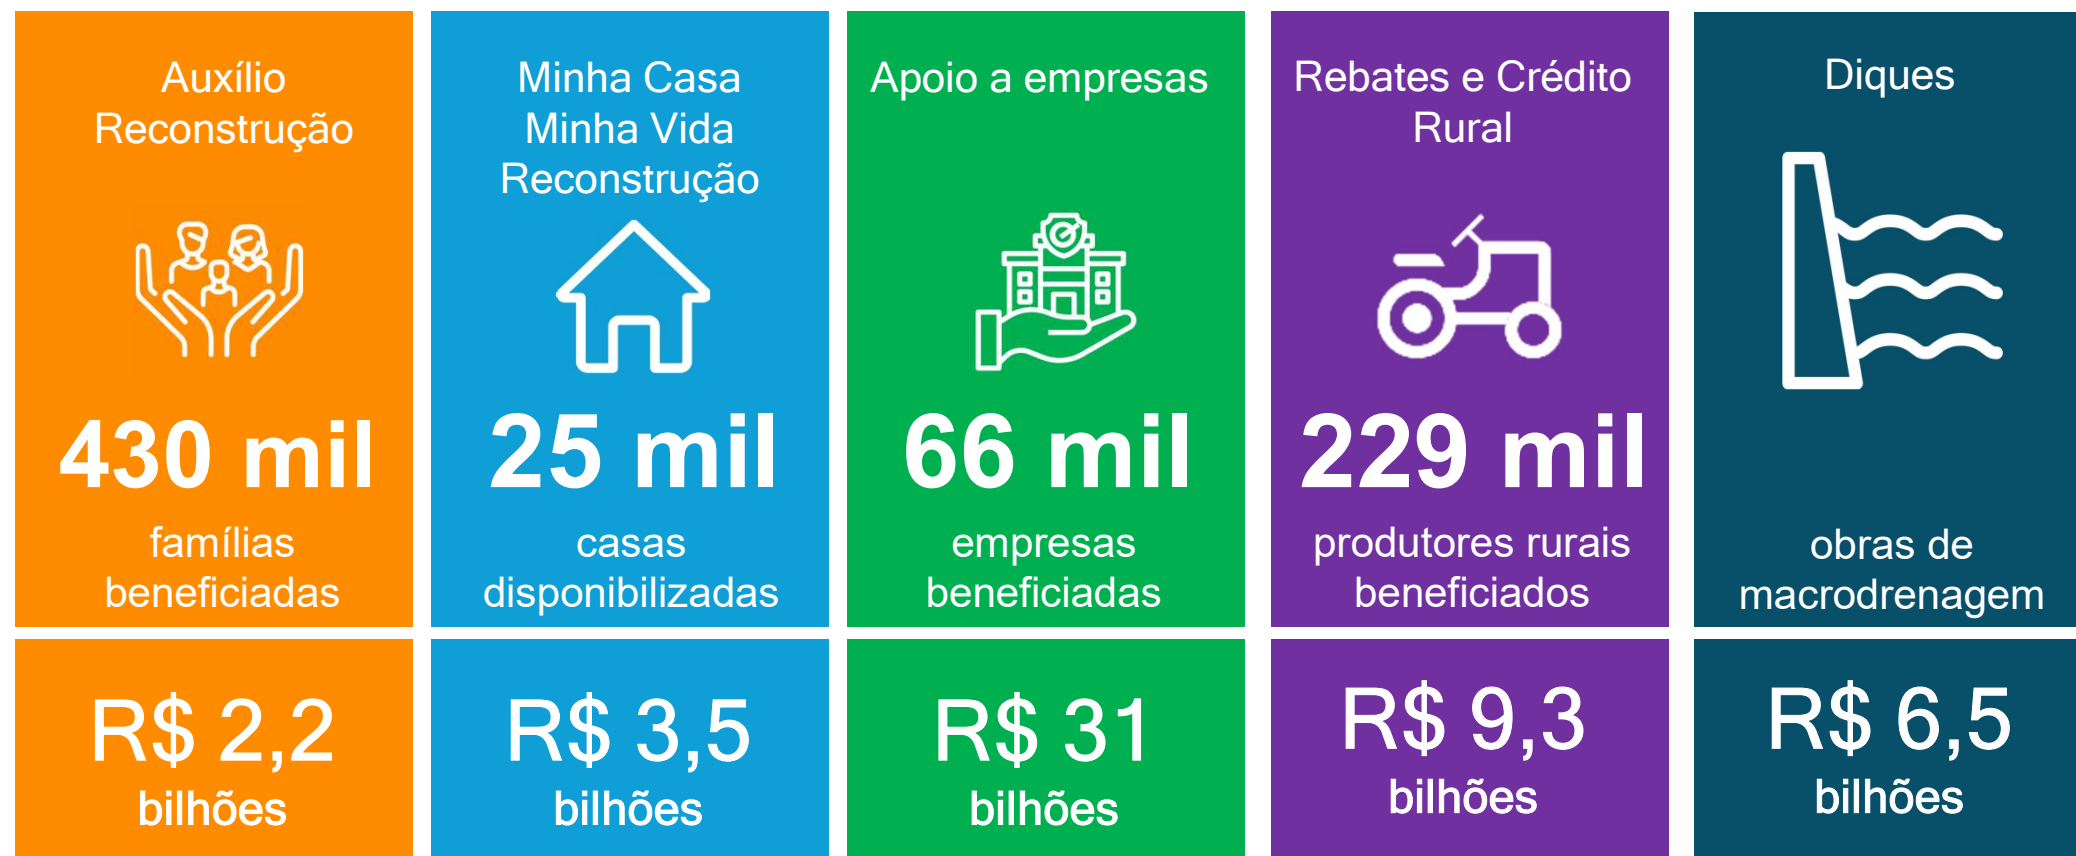 Auxílio
Reconstrução
430 mil
famílias
beneficiadas
R$ 2,2
bilhões
Minha Casa
Minha Vida
Reconstrução
25 mil
casas
disponibilizadas
R$ 3,5
bilhões
Apoio a empresas
66 mil
empresas
beneficiadas
R$ 31
bilhões
Rebates e Crédito
Rural
229 mil
produtores rurais
beneficiados
R$ 9,3
bilhões
Diques
obras de
macrodrenagem
R$ 6,5
bilhões